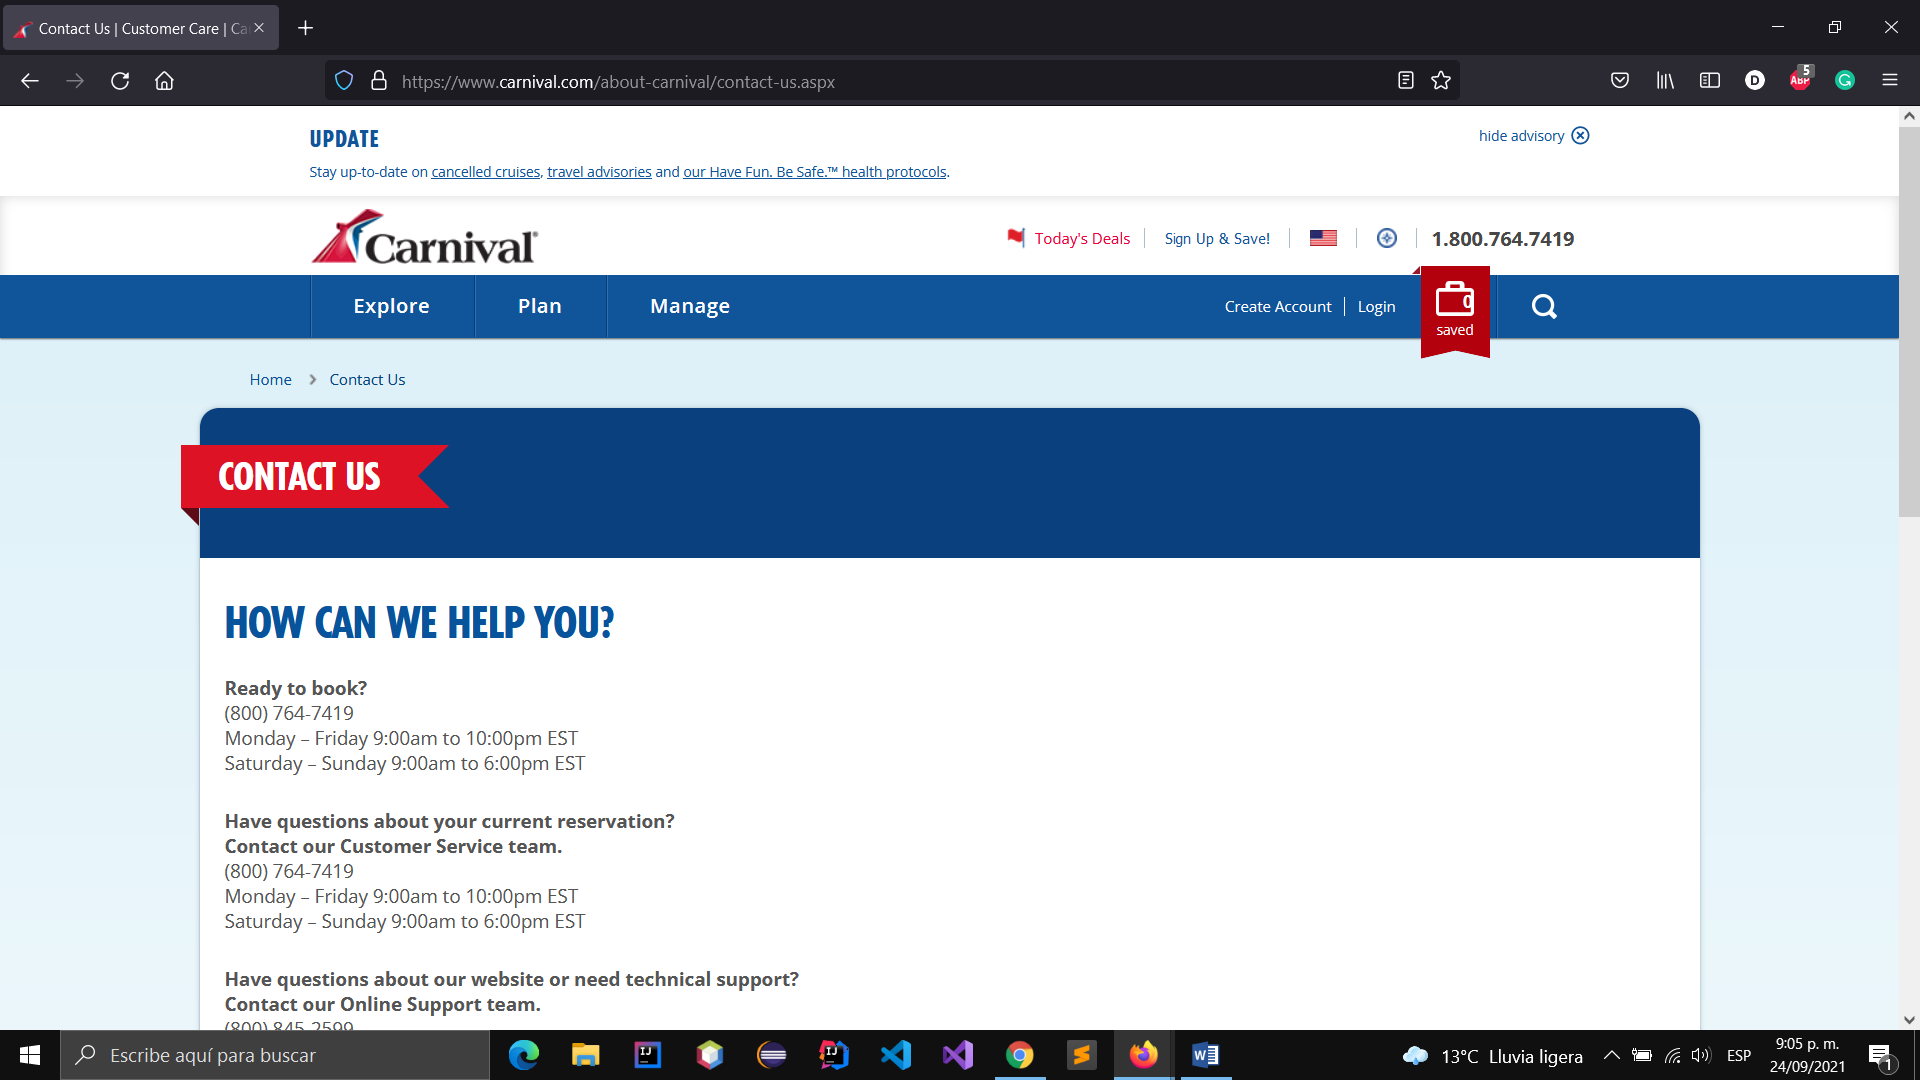 Contact Us | Customer Care | Ca
https://www.carnival.com/about-carnival/contact-us.aspx
5
ABP
UPDATE
hide advisory
Stay up-to-date on cancelled cruises, travel advisories and our Have Fun. Be Safe.™ health protocols.
Carnival®
Today's Deals
Sign Up & Save!
1.800.764.7419
Explore
Plan
Manage
Create Account
Login
0
saved
Home
Contact Us
CONTACT US
HOW CAN WE HELP YOU?
Ready to book?
(800) 764-7419
Monday – Friday 9:00am to 10:00pm EST
Saturday – Sunday 9:00am to 6:00pm EST
Have questions about your current reservation?
Contact our Customer Service team.
(800) 764-7419
Monday – Friday 9:00am to 10:00pm EST
Saturday – Sunday 9:00am to 6:00pm EST
Have questions about our website or need technical support?
Contact our Online Support team.
(800) 845-2599
Escribe aquí para buscar
13°C Lluvia ligera
ESP
9:05 p. m.
24/09/2021
1